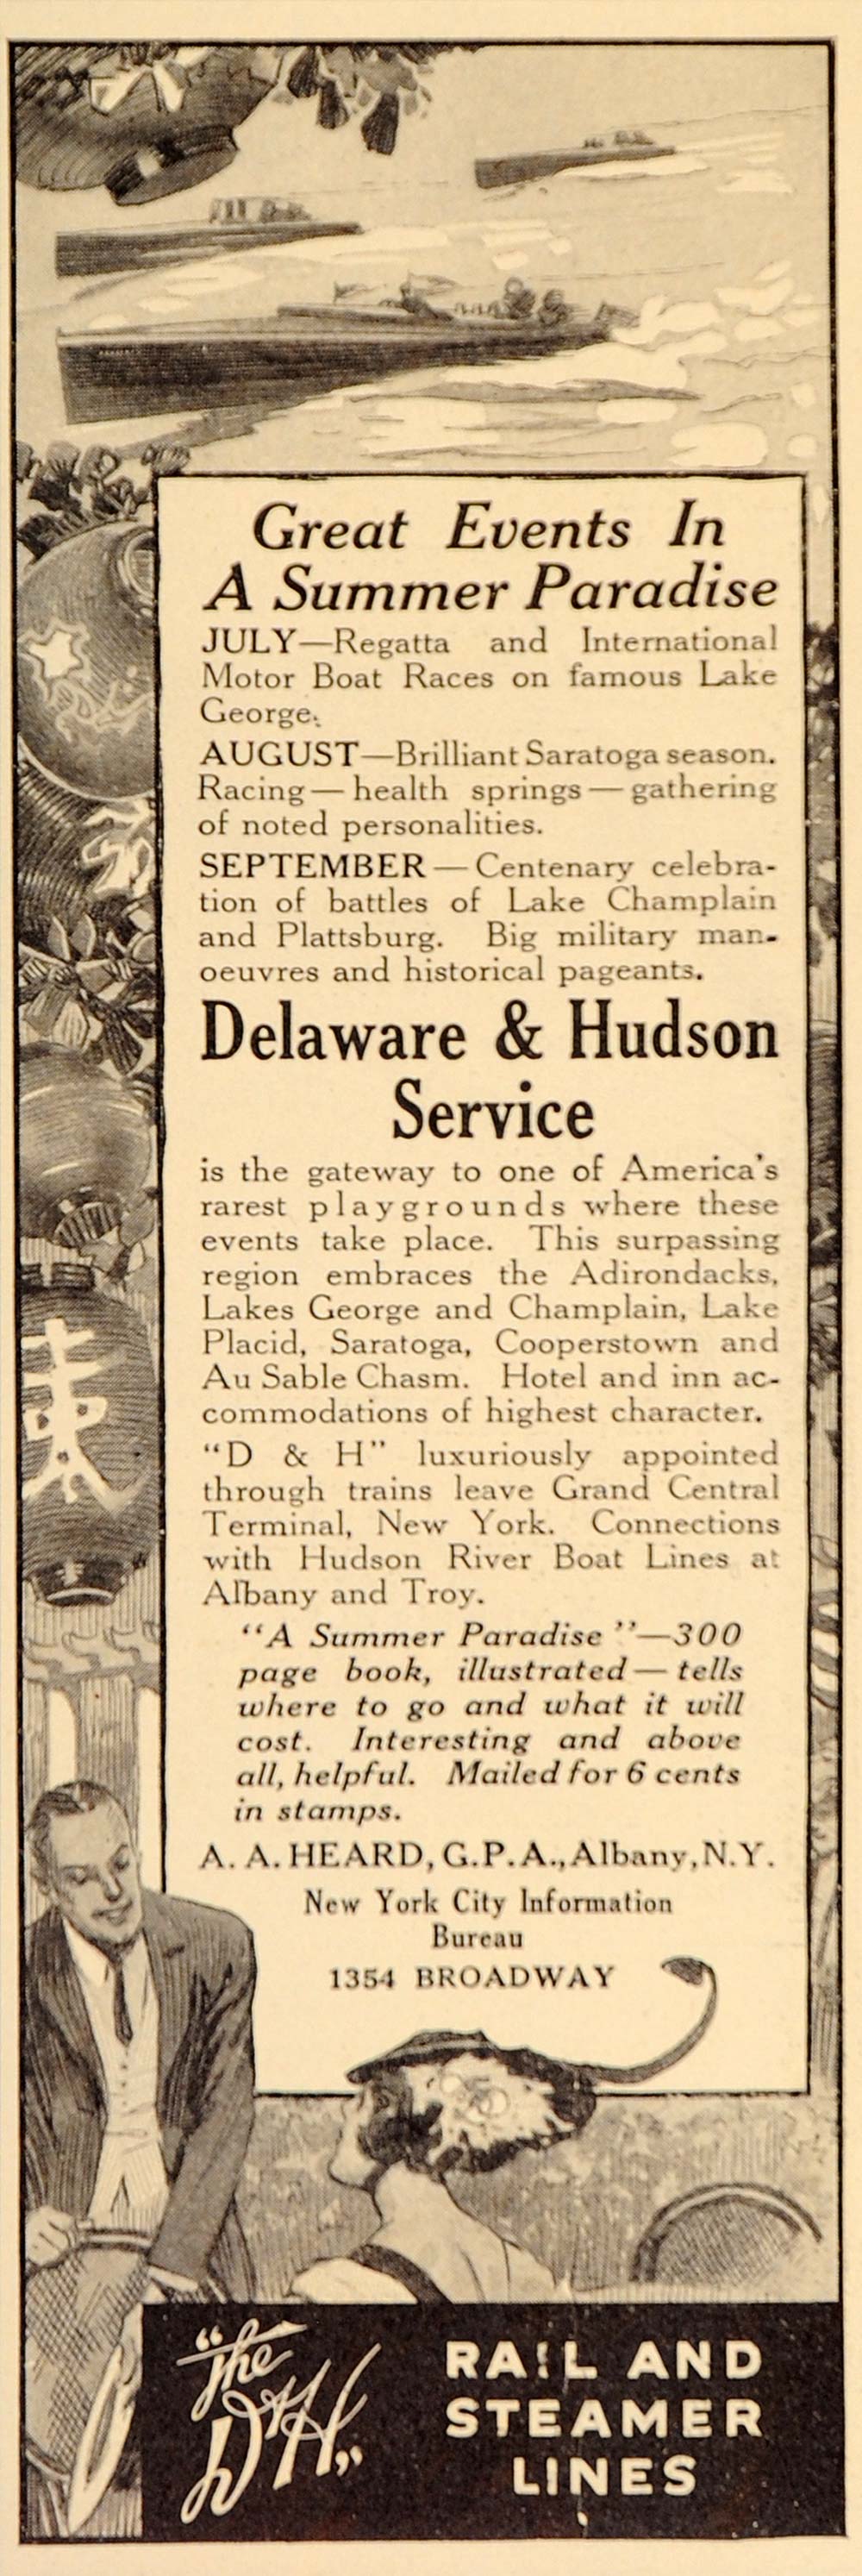 Great Events In
A Summer Paradise
JULY—Regatta and International
Motor Boat Races on famous Lake
George.
AUGUST—Brilliant Saratoga season.
Racing—health springs—gathering
of noted personalities.
SEPTEMBER—Centenary celebra-
tion of battles of Lake Champlain
and Plattsburg. Big military man-
oeuvres and historical pageants.
Delaware & Hudson
Service
is the gateway to one of America's
rarest playgrounds where these
events take place. This surpassing
region embraces the Adirondacks,
Lakes George and Champlain, Lake
Placid, Saratoga, Cooperstown and
Au Sable Chasm. Hotel and inn ac-
commodations of highest character.
"D & H" luxuriously appointed
through trains leave Grand Central
Terminal, New York. Connections
with Hudson River Boat Lines at
Albany and Troy.
"A Summer Paradise"—300
page book, illustrated—tells
where to go and what it will
cost. Interesting and above
all, helpful. Mailed for 6 cents
in stamps.
A. A. HEARD, G.P.A., Albany, N.Y.
New York City Information
Bureau
1354 BROADWAY
"The
D & H"
RAIL AND
STEAMER
LINES